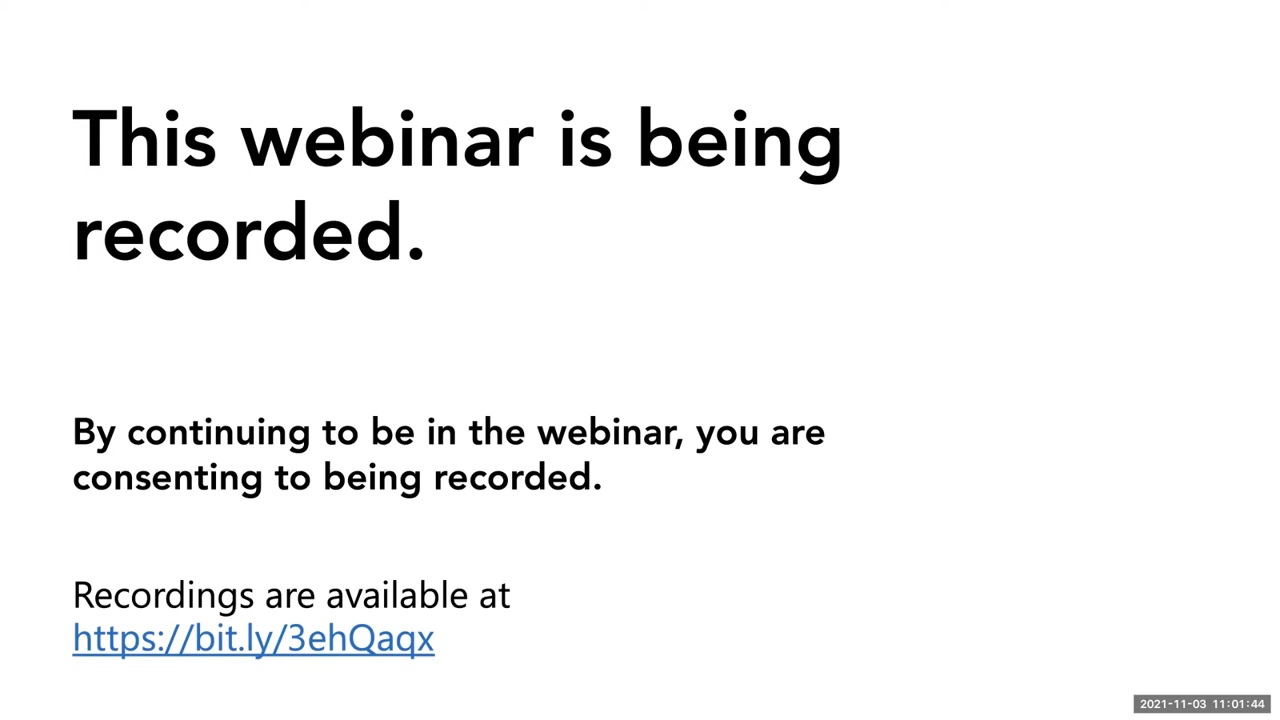 This webinar is being
recorded.
By continuing to be in the webinar, you are
consenting to being recorded.
Recordings are available at
https://bit.ly/3ehQaqx
2021-11-03 11:01:44